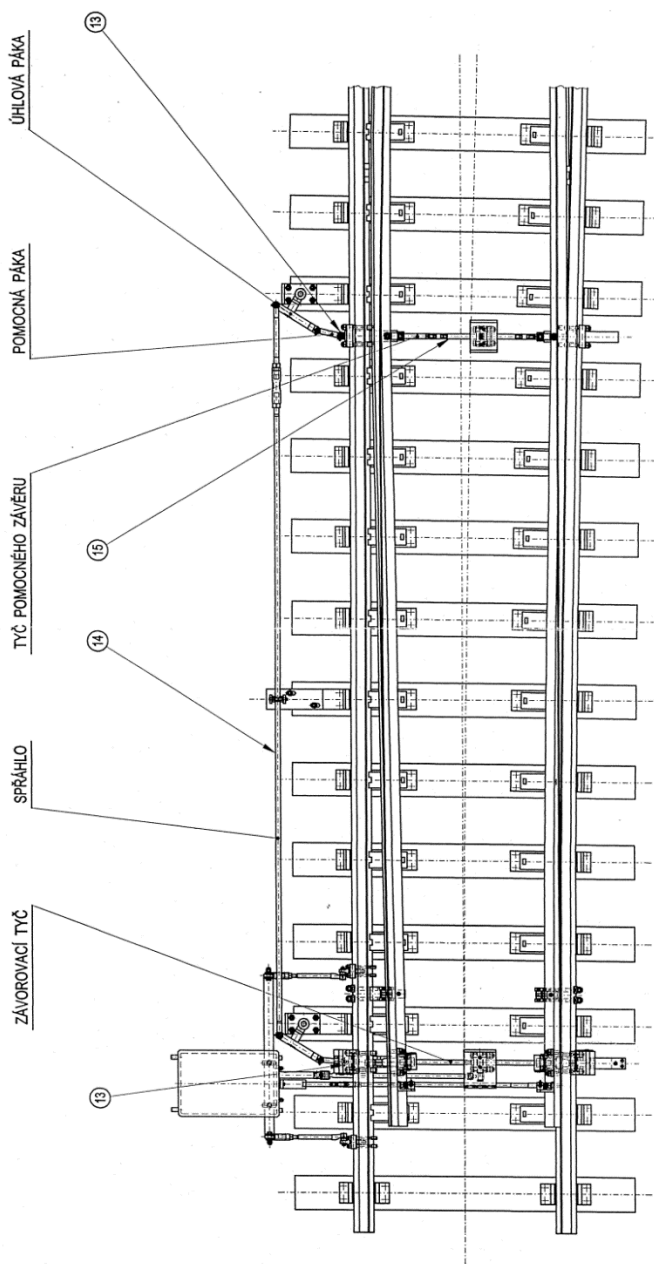 ZÁVOROVACÍ TYČ
SPŘÁHLO
TYČ POMOCNÉHO ZÁVĚRU
POMOCNÁ PÁKA
ÚHLOVÁ PÁKA
13
14
15
13